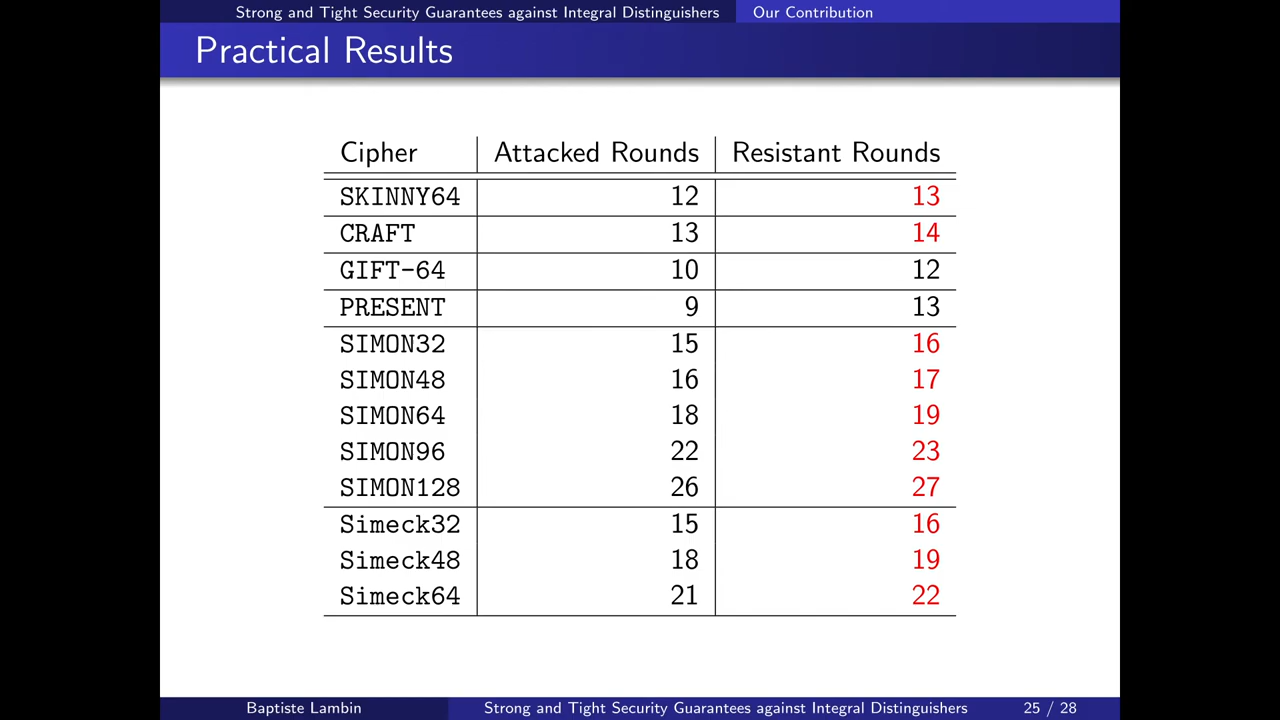 Strong and Tight Security Guarantees against Integral Distinguishers Our Contribution
Practical Results
Cipher Attacked Rounds Resistant Rounds
SKINNY64 12 13
CRAFT 13 14
GIFT-64 10 12
PRESENT 9 13
SIMON32 15 16
SIMON48 16 17
SIMON64 18 19
SIMON96 22 23
SIMON128 26 27
Simeck32 15 16
Simeck48 18 19
Simeck64 21 22
Baptiste Lambin Strong and Tight Security Guarantees against Integral Distinguishers 25 / 28